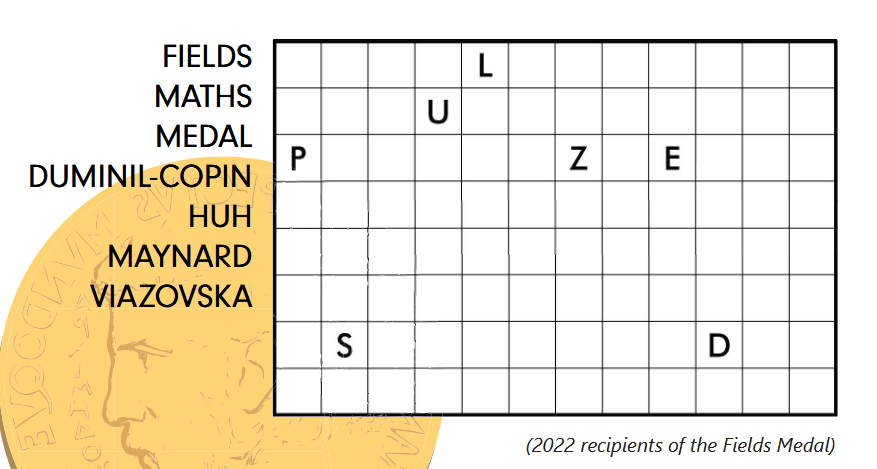 FIELDS
MATHS
MEDAL
DUMINIL-COPIN
HUH
MAYNARD
VIAZOVSKA
L
U
P Z E
S D
(2022 recipients of the Fields Medal)